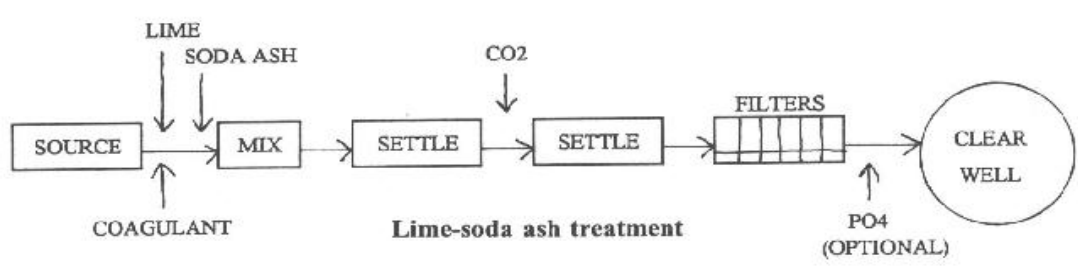 LIME
SODA ASH
CO2
FILTERS
SOURCE
MIX
SETTLE
SETTLE
CLEAR
WELL
COAGULANT
Lime-soda ash treatment
PO4
(OPTIONAL)